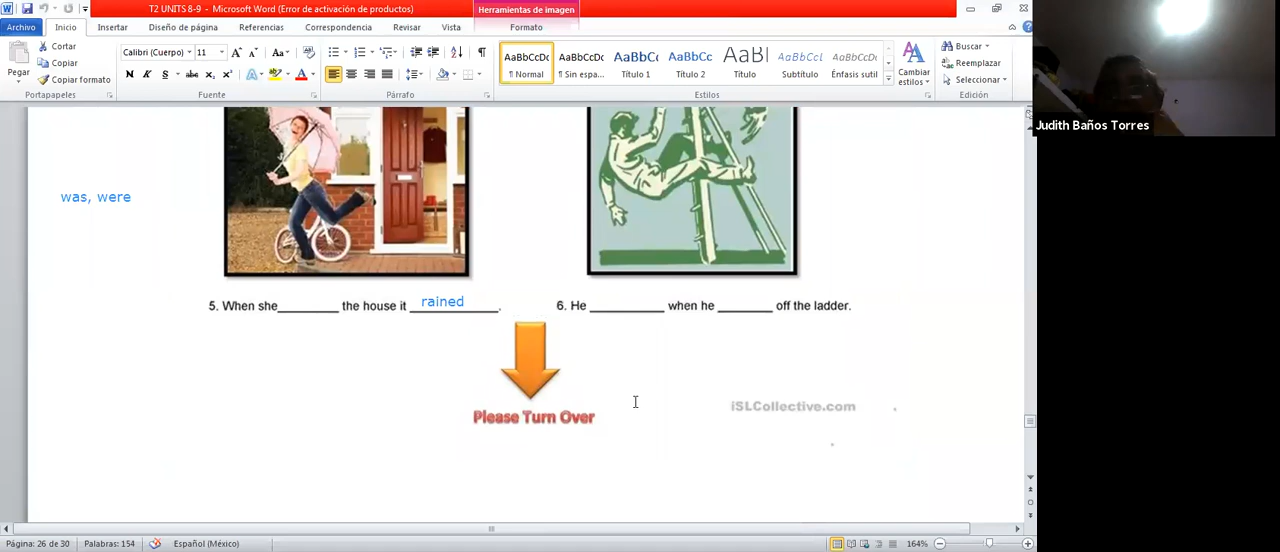 T2 UNITS 8-9 - Microsoft Word (Error de activación de productos)
Herramientas de imagen
Archivo Inicio Insertar Diseño de página Referencias Correspondencia Revisar Vista Formato
Pegar
Cortar
Copiar
Copiar formato
Portapapeles
Calibri (Cuerpo) 11
Fuente
Párrafo
AaBbCcDc AaBbCcDc AaBbC AaBbCc AaBl AaBbCcL AaBbCcDc
¶ Normal ¶ Sin espa... Título 1 Título 2 Título Subtítulo Énfasis sutil
Estilos
Cambiar estilos
Buscar
Reemplazar
Seleccionar
Edición
Judith Baños Torres
was, were
5. When she________ the house it rained.
6. He __________ when he _______ off the ladder.
Please Turn Over
iSLCollective.com
Página: 26 de 30 Palabras: 154 Español (México) 164%